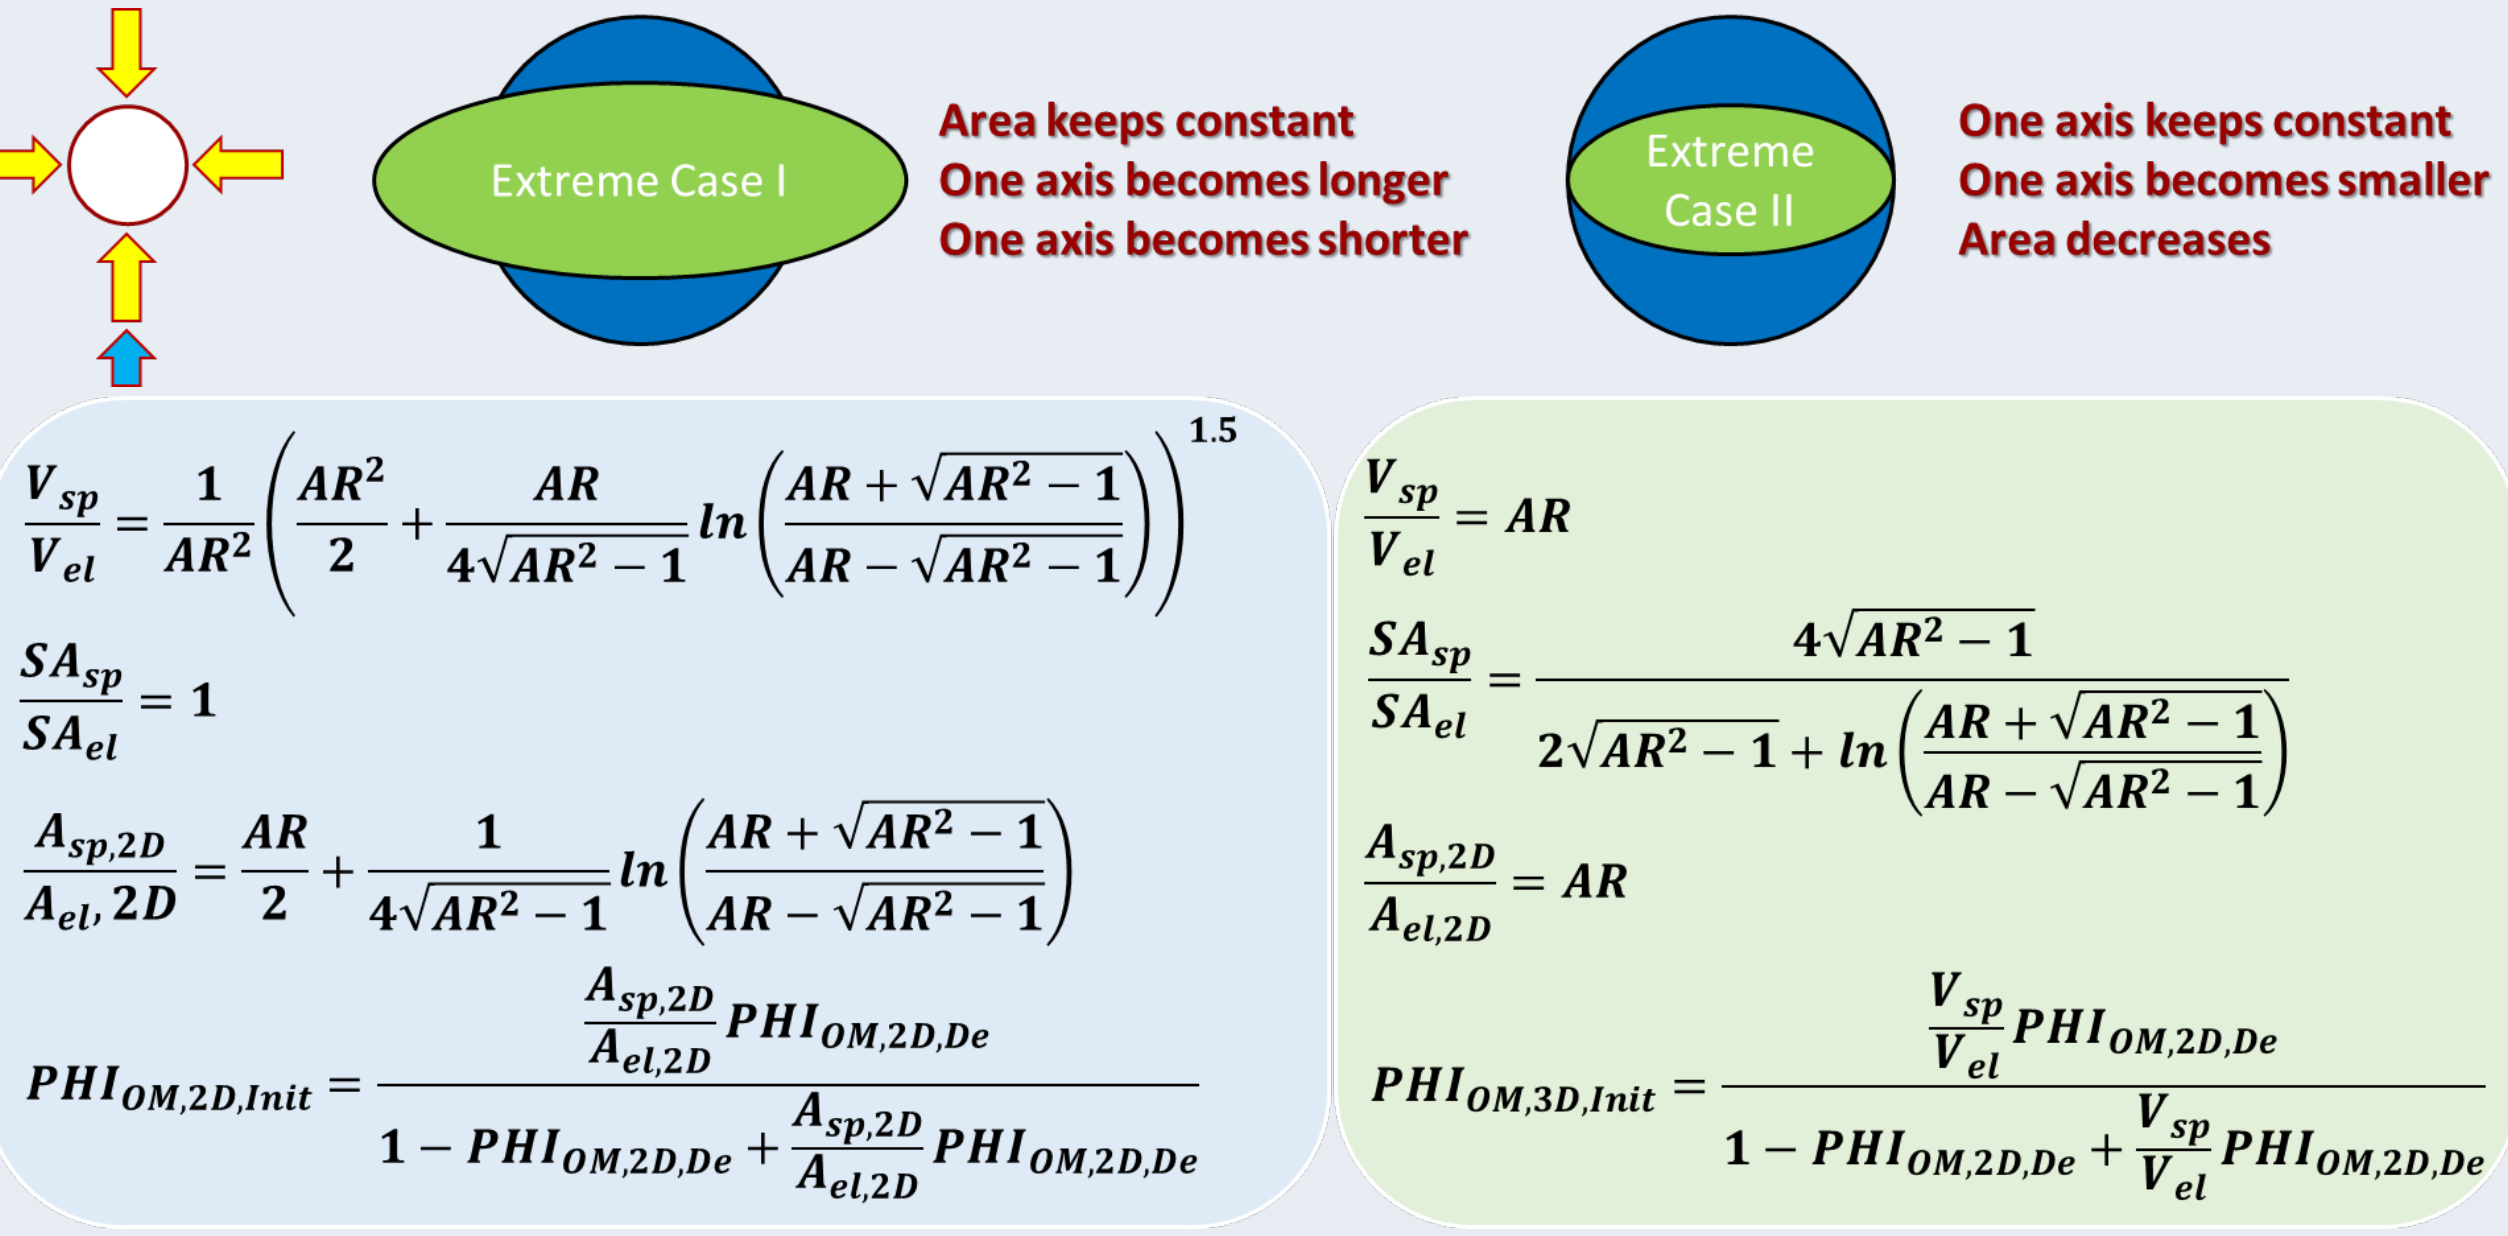 Extreme Case I
Area keeps constant
One axis becomes longer
One axis becomes shorter
Extreme
Case II
One axis keeps constant
One axis becomes smaller
Area decreases
V_sp/V_el = 1/AR² (AR²/2 + AR/(4√(AR² − 1)) ln((AR + √(AR² − 1))/(AR − √(AR² − 1))))^1.5
SA_sp/SA_el = 1
A_sp,2D/A_el,2D = AR/2 + 1/(4√(AR² − 1)) ln((AR + √(AR² − 1))/(AR − √(AR² − 1)))
PHI_OM,2D,Init = (A_sp,2D/A_el,2D PHI_OM,2D,De)/(1 − PHI_OM,2D,De + A_sp,2D/A_el,2D PHI_OM,2D,De)
V_sp/V_el = AR
SA_sp/SA_el = 4√(AR² − 1)/(2√(AR² − 1) + ln((AR + √(AR² − 1))/(AR − √(AR² − 1))))
A_sp,2D/A_el,2D = AR
PHI_OM,3D,Init = (V_sp/V_el PHI_OM,2D,De)/(1 − PHI_OM,2D,De + V_sp/V_el PHI_OM,2D,De)